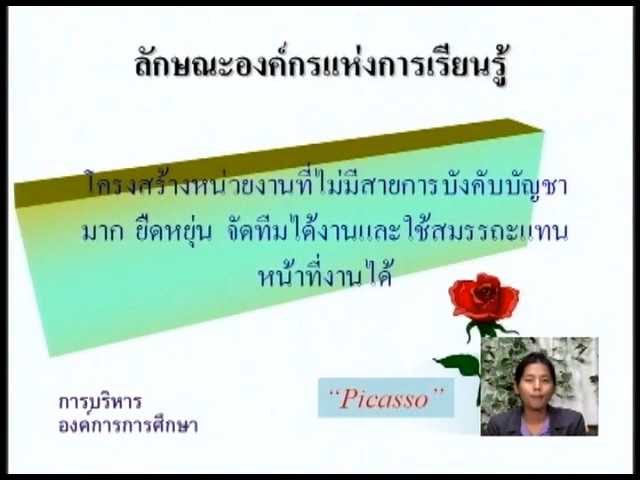 ลักษณะองค์กรแห่งการเรียนรู้
โครงสร้างหน่วยงานที่ไม่มีสายการบังคับบัญชา
มาก ยืดหยุ่น จัดทีมได้งานและใช้สมรรถะแทน
หน้าที่งานได้
การบริหาร
องค์การการศึกษา
“Picasso”